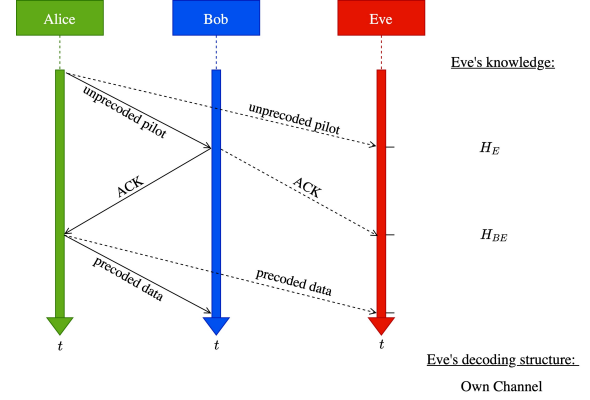 Alice
Bob
Eve
Eve's knowledge:
unprecoded pilot
unprecoded pilot
H_E
ACK
ACK
H_BE
precoded data
precoded data
t
t
t
Eve's decoding structure:
Own Channel